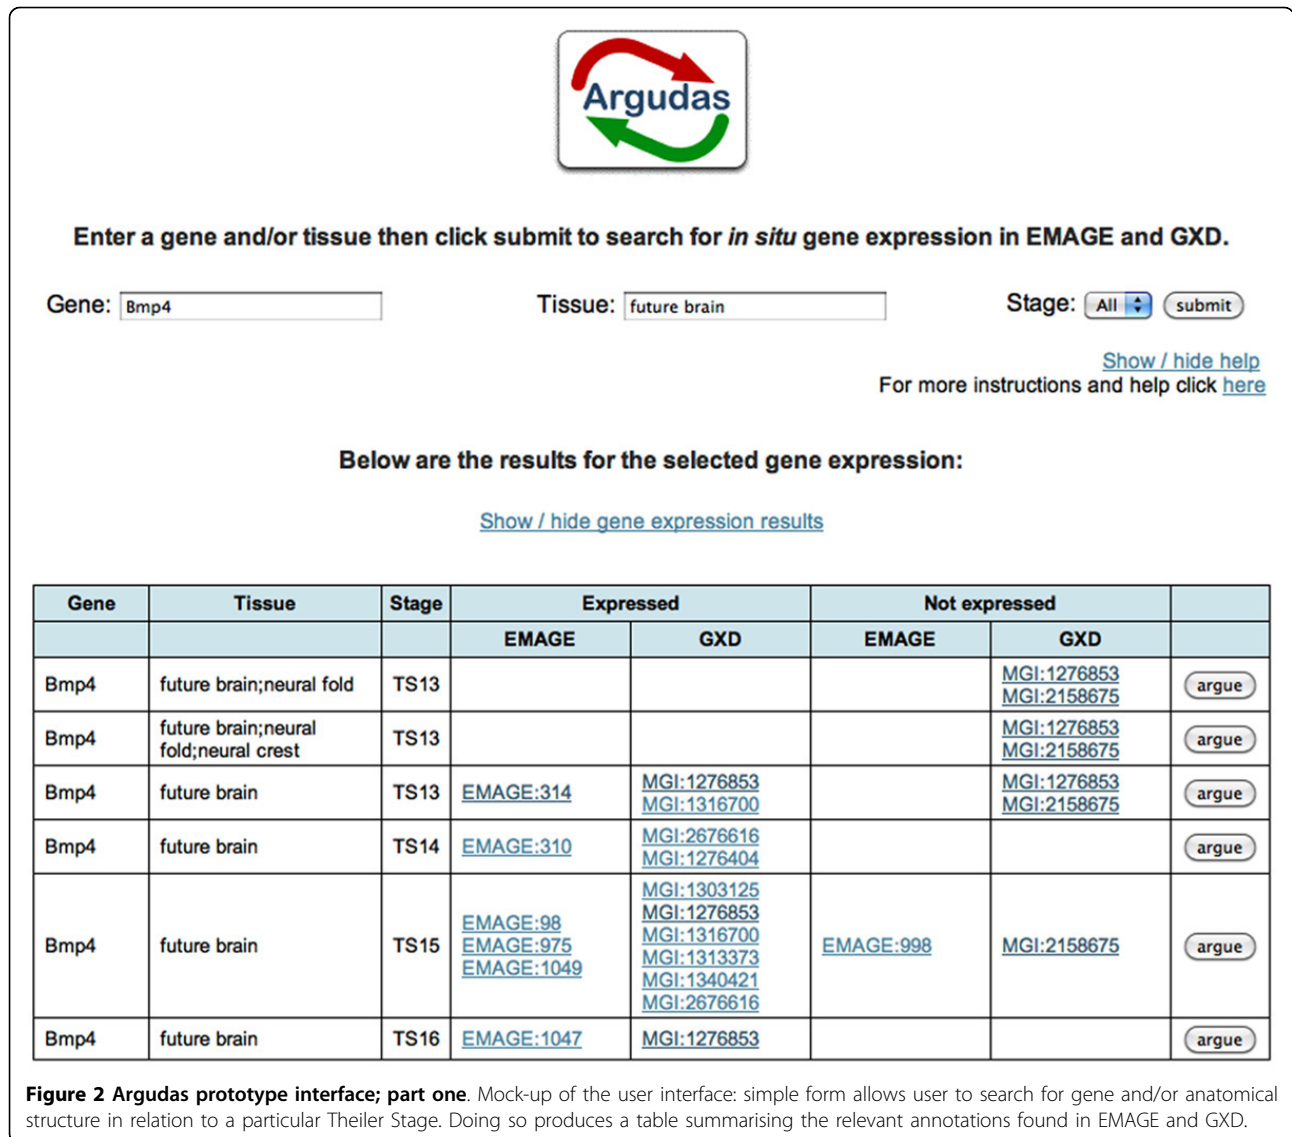 Argudas
Enter a gene and/or tissue then click submit to search for in situ gene expression in EMAGE and GXD.
Gene: Bmp4 Tissue: future brain Stage: All submit
Show / hide help
For more instructions and help click here
Below are the results for the selected gene expression:
Show / hide gene expression results
Gene Tissue Stage Expressed Not expressed
EMAGE GXD EMAGE GXD
Bmp4 future brain;neural fold TS13 MGI:1276853 argue
MGI:2158675
Bmp4 future brain;neural TS13 MGI:1276853 argue
fold;neural crest MGI:2158675
Bmp4 future brain TS13 EMAGE:314 MGI:1276853 MGI:1276853 argue
MGI:1316700 MGI:2158675
Bmp4 future brain TS14 EMAGE:310 MGI:2676616 argue
MGI:1276404
MGI:1303125
EMAGE:98 MGI:1276853
Bmp4 future brain TS15 EMAGE:975 MGI:1316700 EMAGE:998 MGI:2158675 argue
EMAGE:1049 MGI:1313373
MGI:1340421
MGI:2676616
Bmp4 future brain TS16 EMAGE:1047 MGI:1276853 argue
Figure 2 Argudas prototype interface; part one. Mock-up of the user interface: simple form allows user to search for gene and/or anatomical
structure in relation to a particular Theiler Stage. Doing so produces a table summarising the relevant annotations found in EMAGE and GXD.